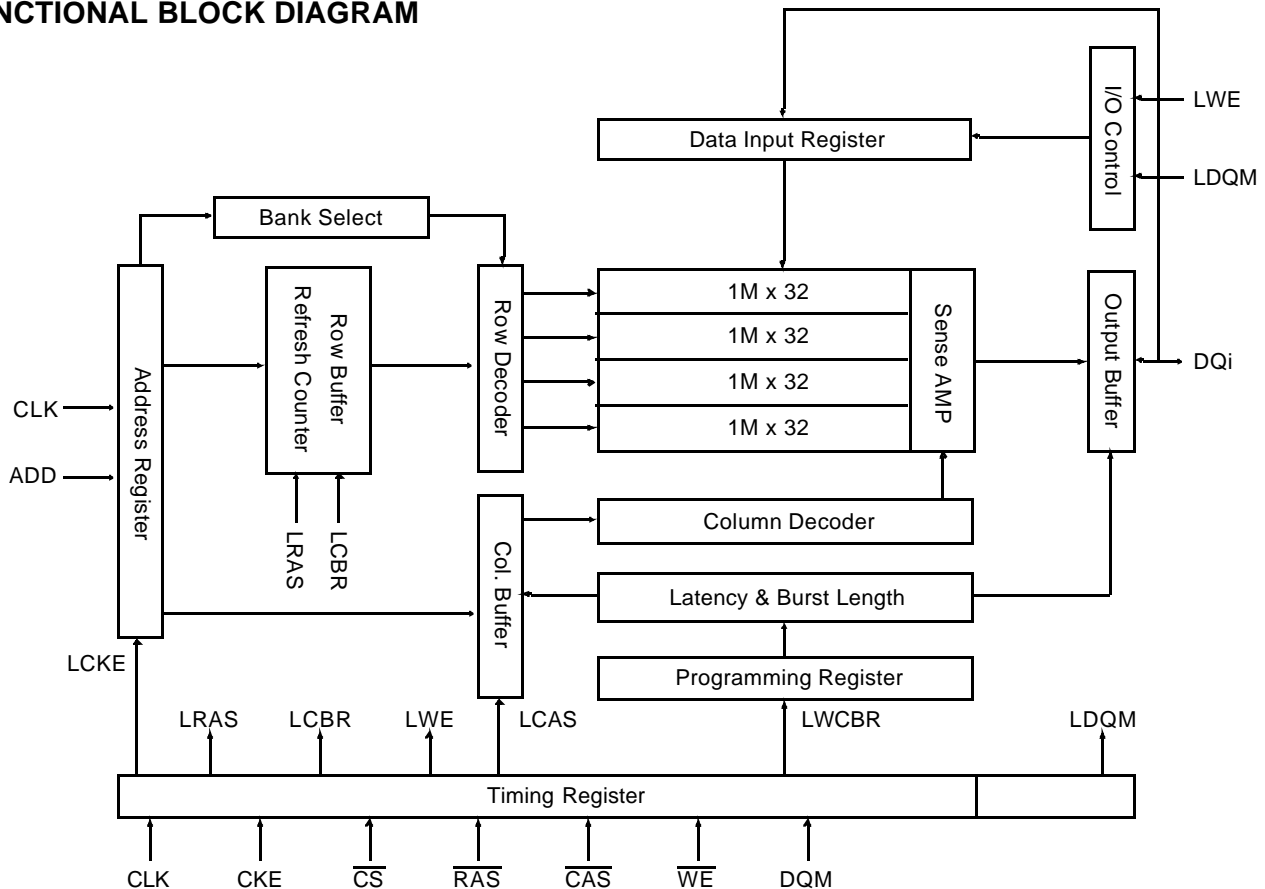 NCTIONAL BLOCK DIAGRAM
I/O Control
LWE
Data Input Register
LDQM
Bank Select
1M x 32
1M x 32
1M x 32
1M x 32
Sense AMP
Output Buffer
DQi
Row Decoder
Row Buffer
Refresh Counter
Address Register
CLK
ADD
LRAS
LCBR
Col. Buffer
Column Decoder
Latency & Burst Length
Programming Register
LCKE
LRAS
LCBR
LWE
LCAS
LWCBR
LDQM
Timing Register
CLK
CKE
CS
RAS
CAS
WE
DQM